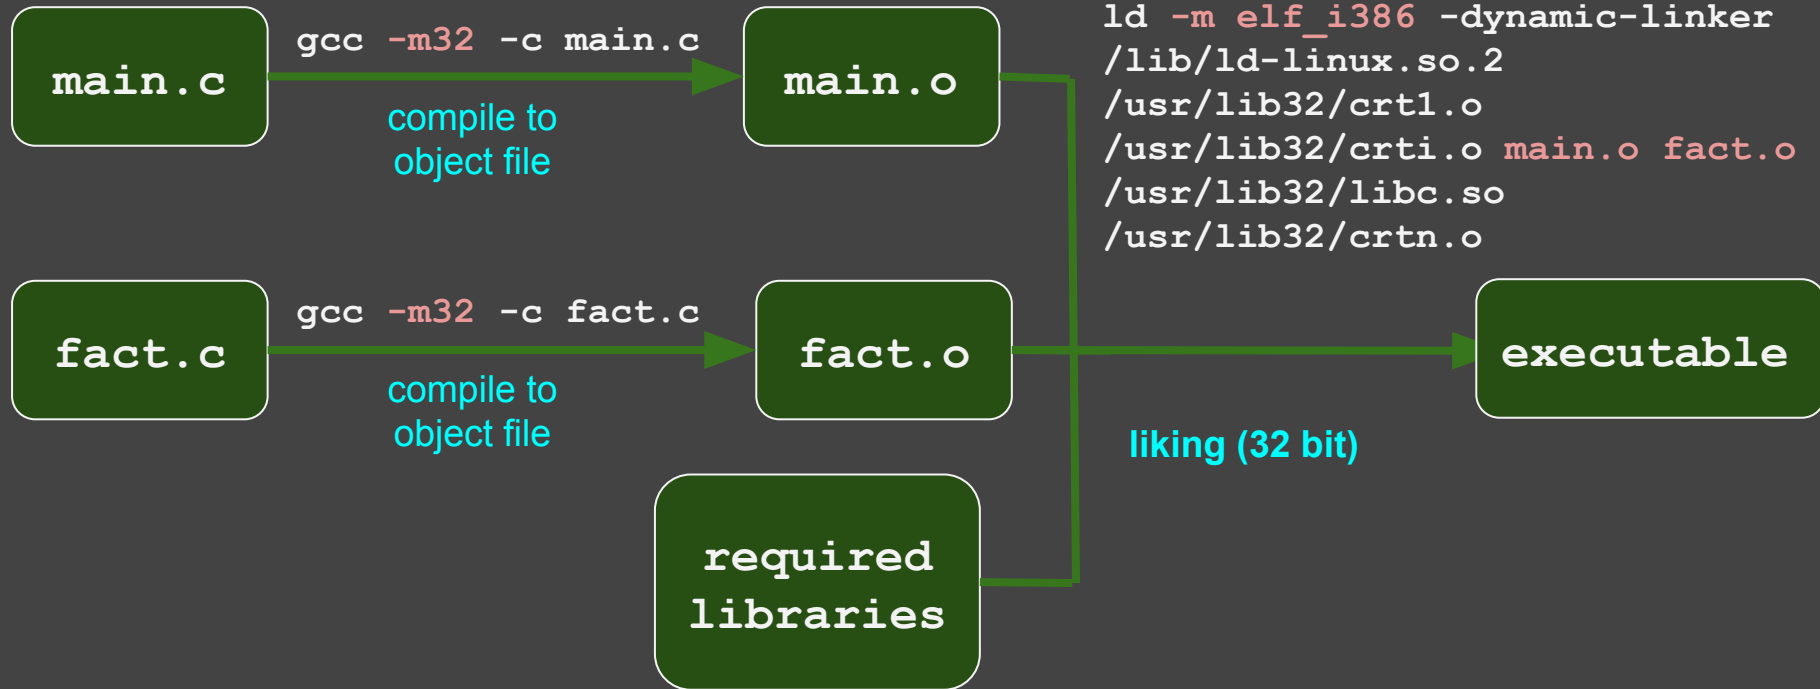 main.c
gcc -m32 -c main.c
compile to
object file
main.o
ld -m elf_i386 -dynamic-linker
/lib/ld-linux.so.2
/usr/lib32/crt1.o
/usr/lib32/crti.o main.o fact.o
/usr/lib32/libc.so
/usr/lib32/crtn.o
fact.c
gcc -m32 -c fact.c
compile to
object file
fact.o
executable
liking (32 bit)
required
libraries